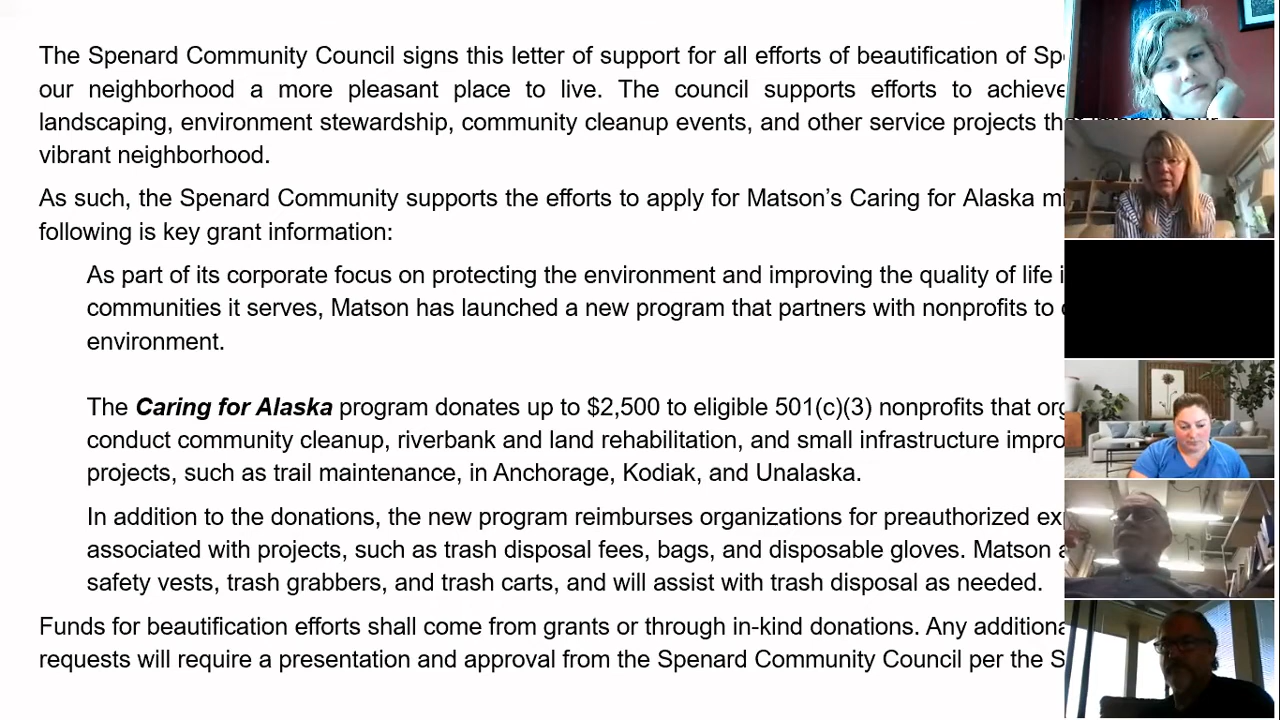 The Spenard Community Council signs this letter of support for all efforts of beautification of
our neighborhood a more pleasant place to live. The council supports efforts to achieve
landscaping, environment stewardship, community cleanup events, and other service projects
vibrant neighborhood.
As such, the Spenard Community supports the efforts to apply for Matson’s Caring for Alaska
following is key grant information:
As part of its corporate focus on protecting the environment and improving the quality of life
communities it serves, Matson has launched a new program that partners with nonprofits to
environment.
The Caring for Alaska program donates up to $2,500 to eligible 501(c)(3) nonprofits that
conduct community cleanup, riverbank and land rehabilitation, and small infrastructure
projects, such as trail maintenance, in Anchorage, Kodiak, and Unalaska.
In addition to the donations, the new program reimburses organizations for preauthorized
associated with projects, such as trash disposal fees, bags, and disposable gloves. Matson
safety vests, trash grabbers, and trash carts, and will assist with trash disposal as needed.
Funds for beautification efforts shall come from grants or through in-kind donations. Any
requests will require a presentation and approval from the Spenard Community Council per the